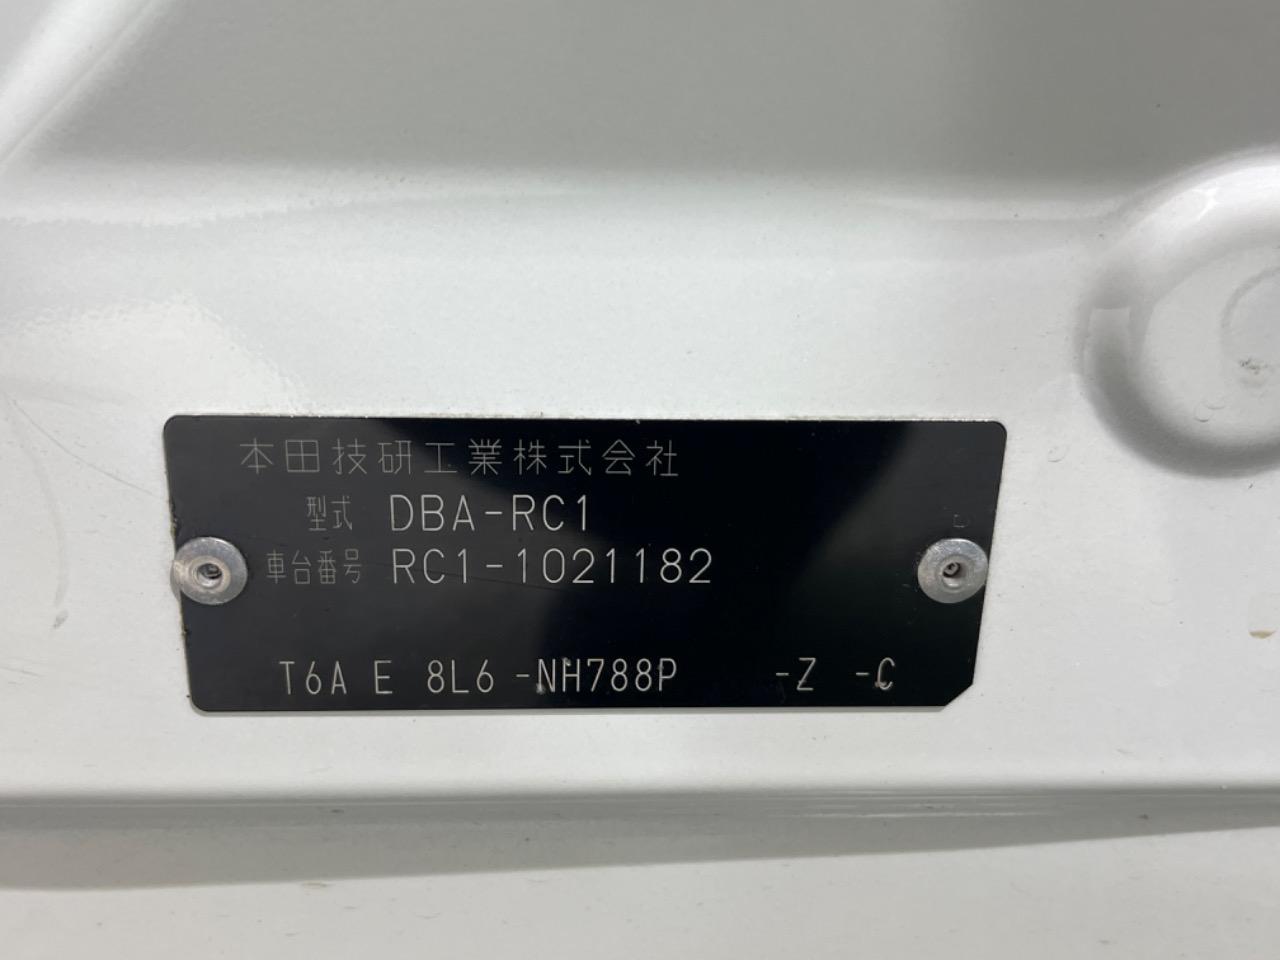 本田技研工業株式会社
型式 DBA-RC1
車台番号 RC1-1021182
T6A E 8L6 -NH788P -Z -C